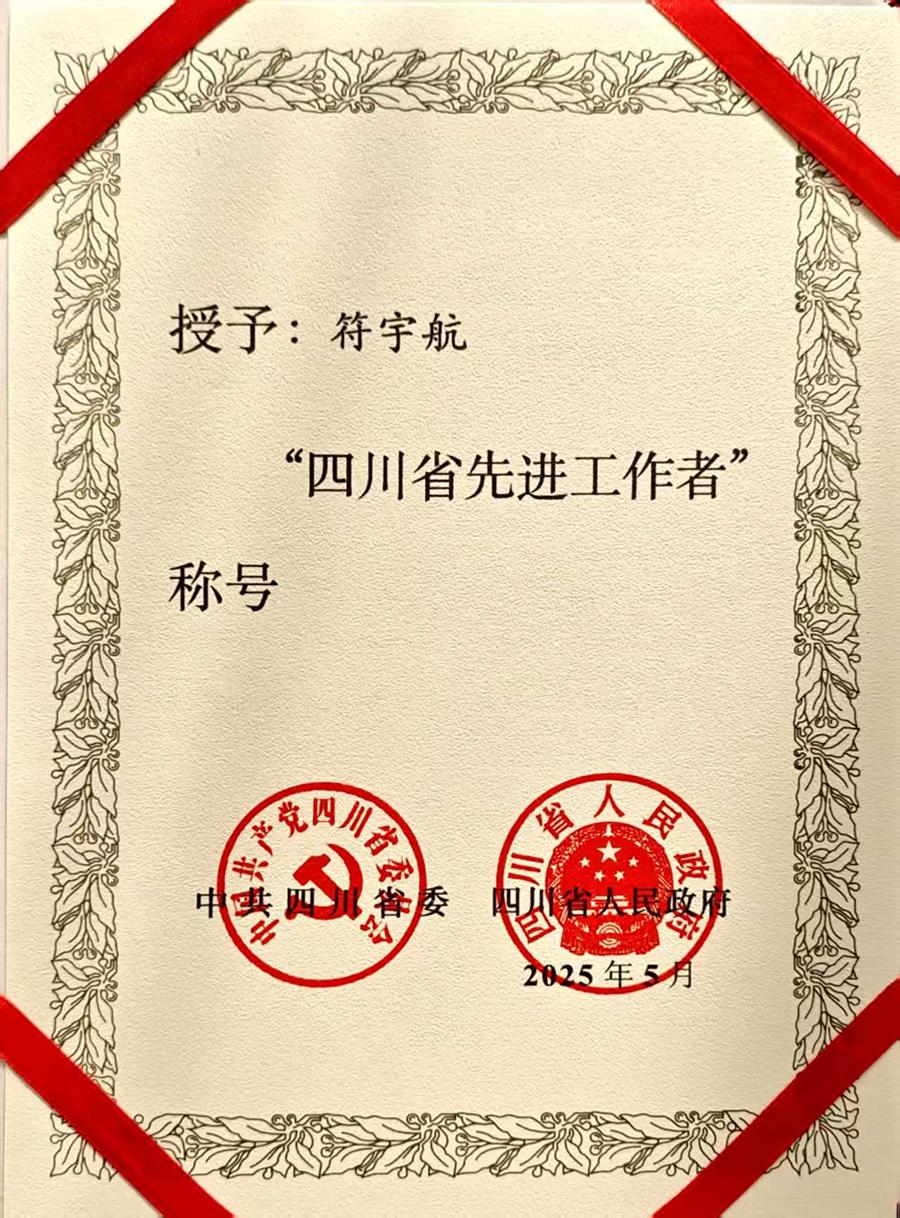 授予：符宇航
“四川省先进工作者”
称号
中国共产党四川省委员会
四川省人民政府
中共四川省委 四川省人民政府
2025年5月